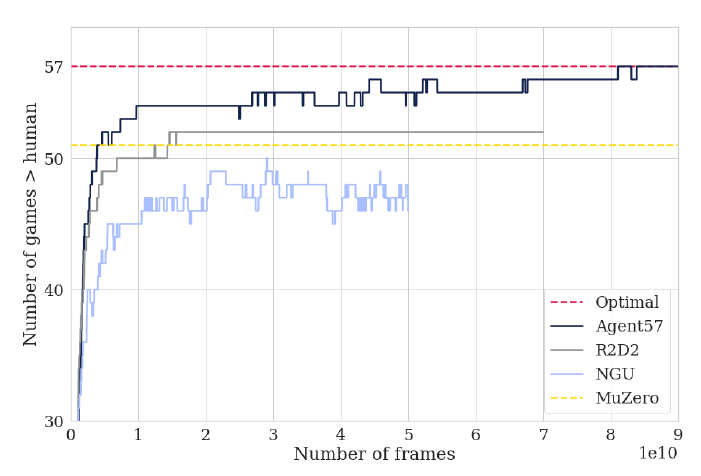 57
50
40
30
Number of games > human
0 1 2 3 4 5 6 7 8 9
1e10
Number of frames
Optimal
Agent57
R2D2
NGU
MuZero